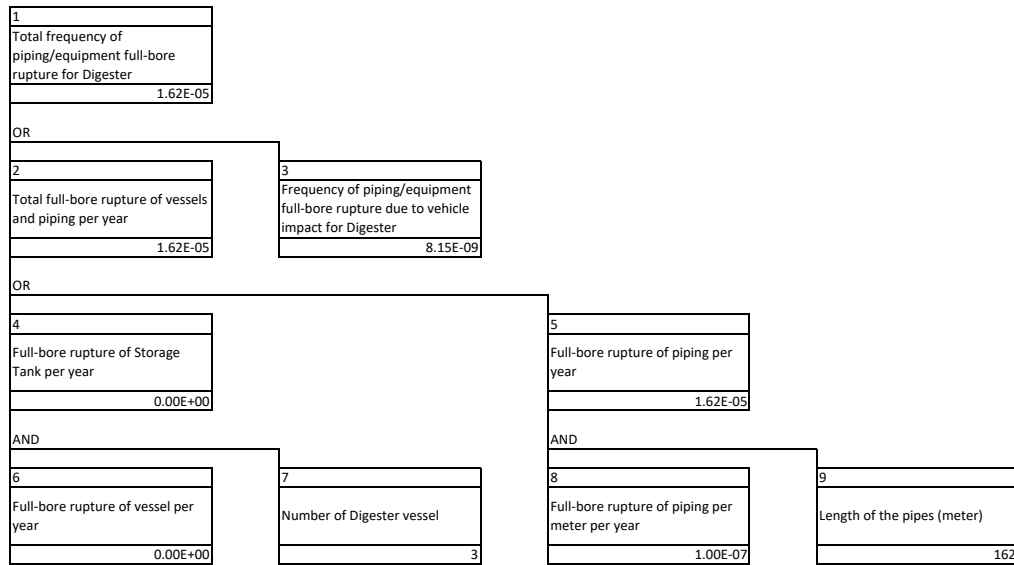 1
Total frequency of
piping/equipment full-bore
rupture for Digester
1.62E-05
OR
2
Total full-bore rupture of vessels
and piping per year
1.62E-05
3
Frequency of piping/equipment
full-bore rupture due to vehicle
impact for Digester
8.15E-09
OR
4
Full-bore rupture of Storage
Tank per year
0.00E+00
5
Full-bore rupture of piping per
year
1.62E-05
AND
AND
6
Full-bore rupture of vessel per
year
0.00E+00
7
Number of Digester vessel
3
8
Full-bore rupture of piping per
meter per year
1.00E-07
9
Length of the pipes (meter)
162